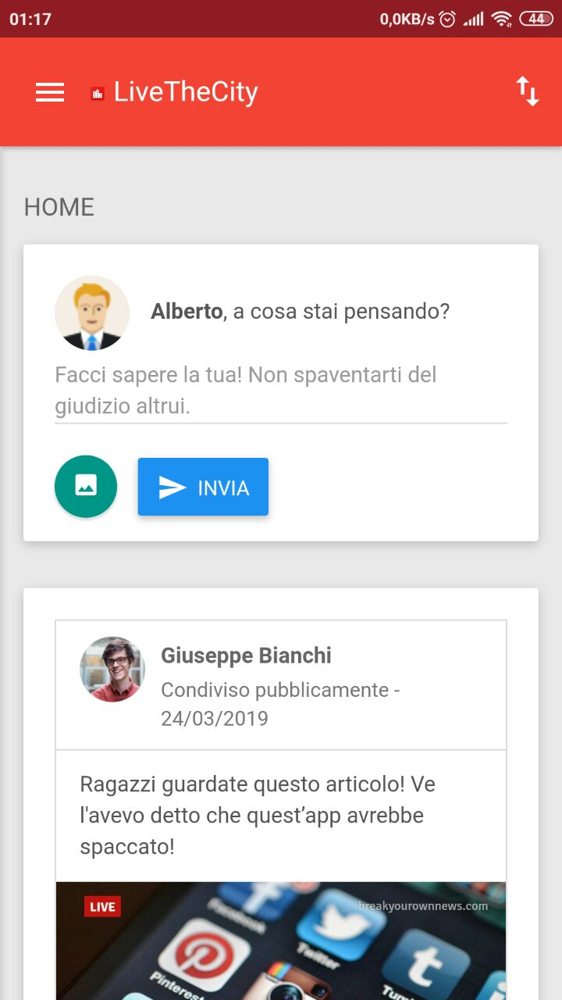 01:17 0,0KB/s 44
LiveTheCity
HOME
Alberto, a cosa stai pensando?
Facci sapere la tua! Non spaventarti del
giudizio altrui.
INVIA
Giuseppe Bianchi
Condiviso pubblicamente -
24/03/2019
Ragazzi guardate questo articolo! Ve
l'avevo detto che quest’app avrebbe
spaccato!
LIVE
breakyourownnews.com
Facebook
Twitter
Pinterest